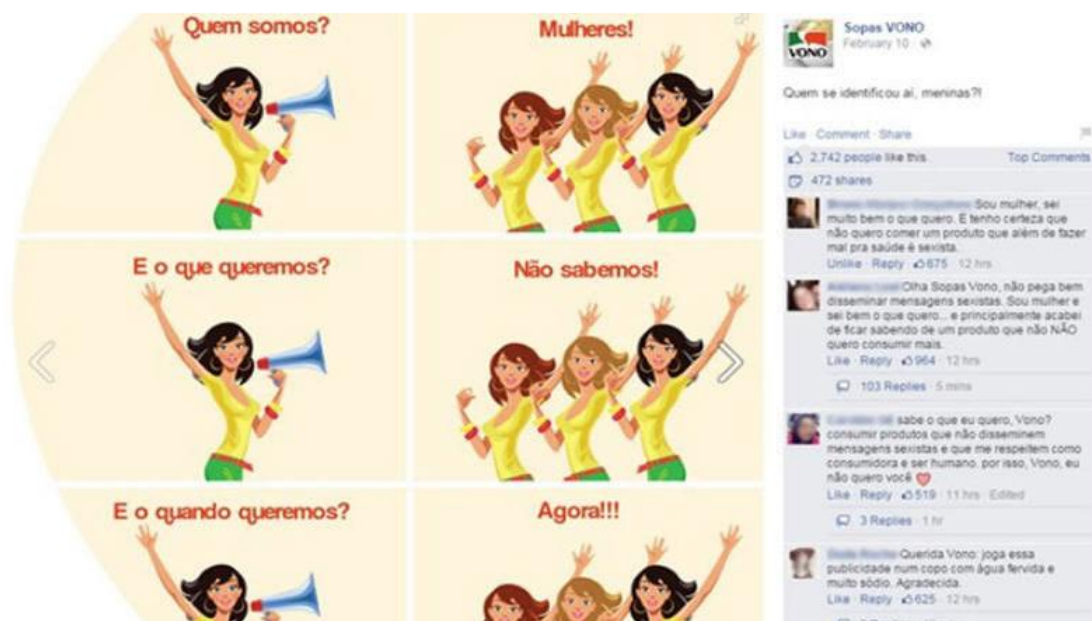 Quem somos?
Mulheres!
E o que queremos?
Não sabemos!
E o quando queremos?
Agora!!!
VONO
Sopas VONO
February 10
Quem se identificou aí, meninas?!
Like · Comment · Share
2,742 people like this.
Top Comments
472 shares
Sou mulher, sei
muito bem o que quero. E tenho certeza que
não quero comer um produto que além de fazer
mal pra saúde é sexista.
Unlike · Reply · 675 · 12 hrs
Olha Sopas Vono, não pega bem
disseminar mensagens sexistas. Sou mulher e
sei bem o que quero... e principalmente acabei
de ficar sabendo de um produto que não NÃO
quero consumir mais.
Like · Reply · 964 · 12 hrs
103 Replies · 5 mins
sabe o que eu quero, Vono?
consumir produtos que não disseminem
mensagens sexistas e que me respeitem como
consumidora e ser humano. por isso, Vono, eu
não quero você
Like · Reply · 519 · 11 hrs · Edited
3 Replies · 1 hr
Querida Vono: joga essa
publicidade num copo com água fervida e
muito sódio. Agradecida.
Like · Reply · 625 · 12 hrs